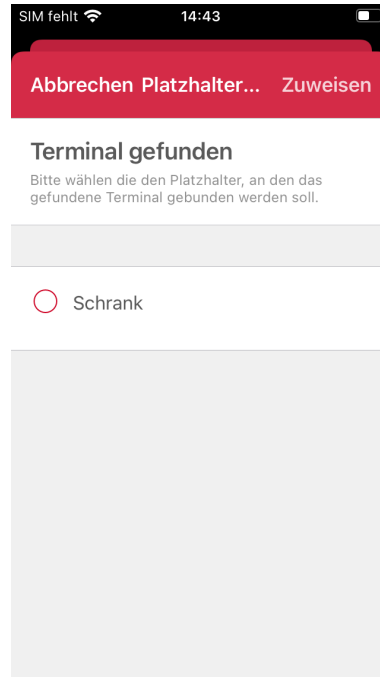 SIM fehlt 14:43
Abbrechen Platzhalter... Zuweisen
Terminal gefunden
Bitte wählen die den Platzhalter, an den das
gefundene Terminal gebunden werden soll.
Schrank